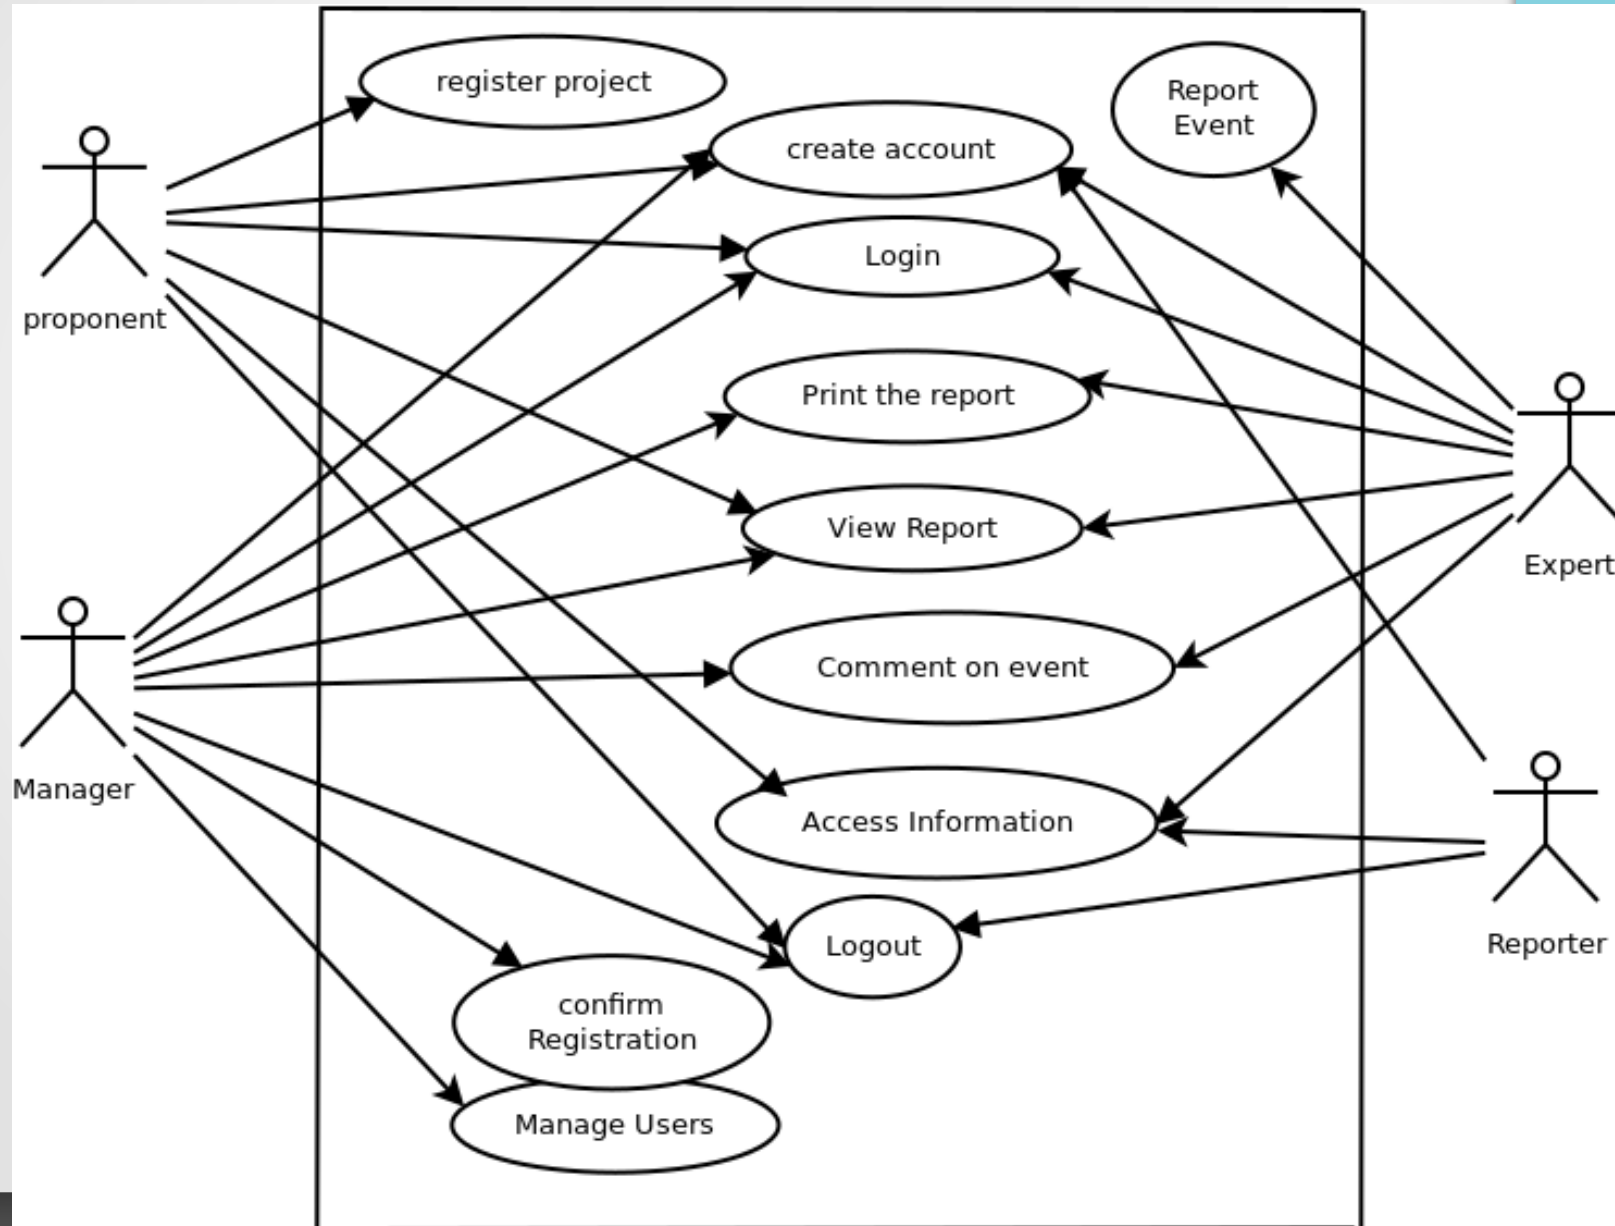 register project
Report
Event
create account
Login
proponent
Print the report
View Report
Expert
Comment on event
Manager
Access Information
Logout
Reporter
confirm
Registration
Manage Users